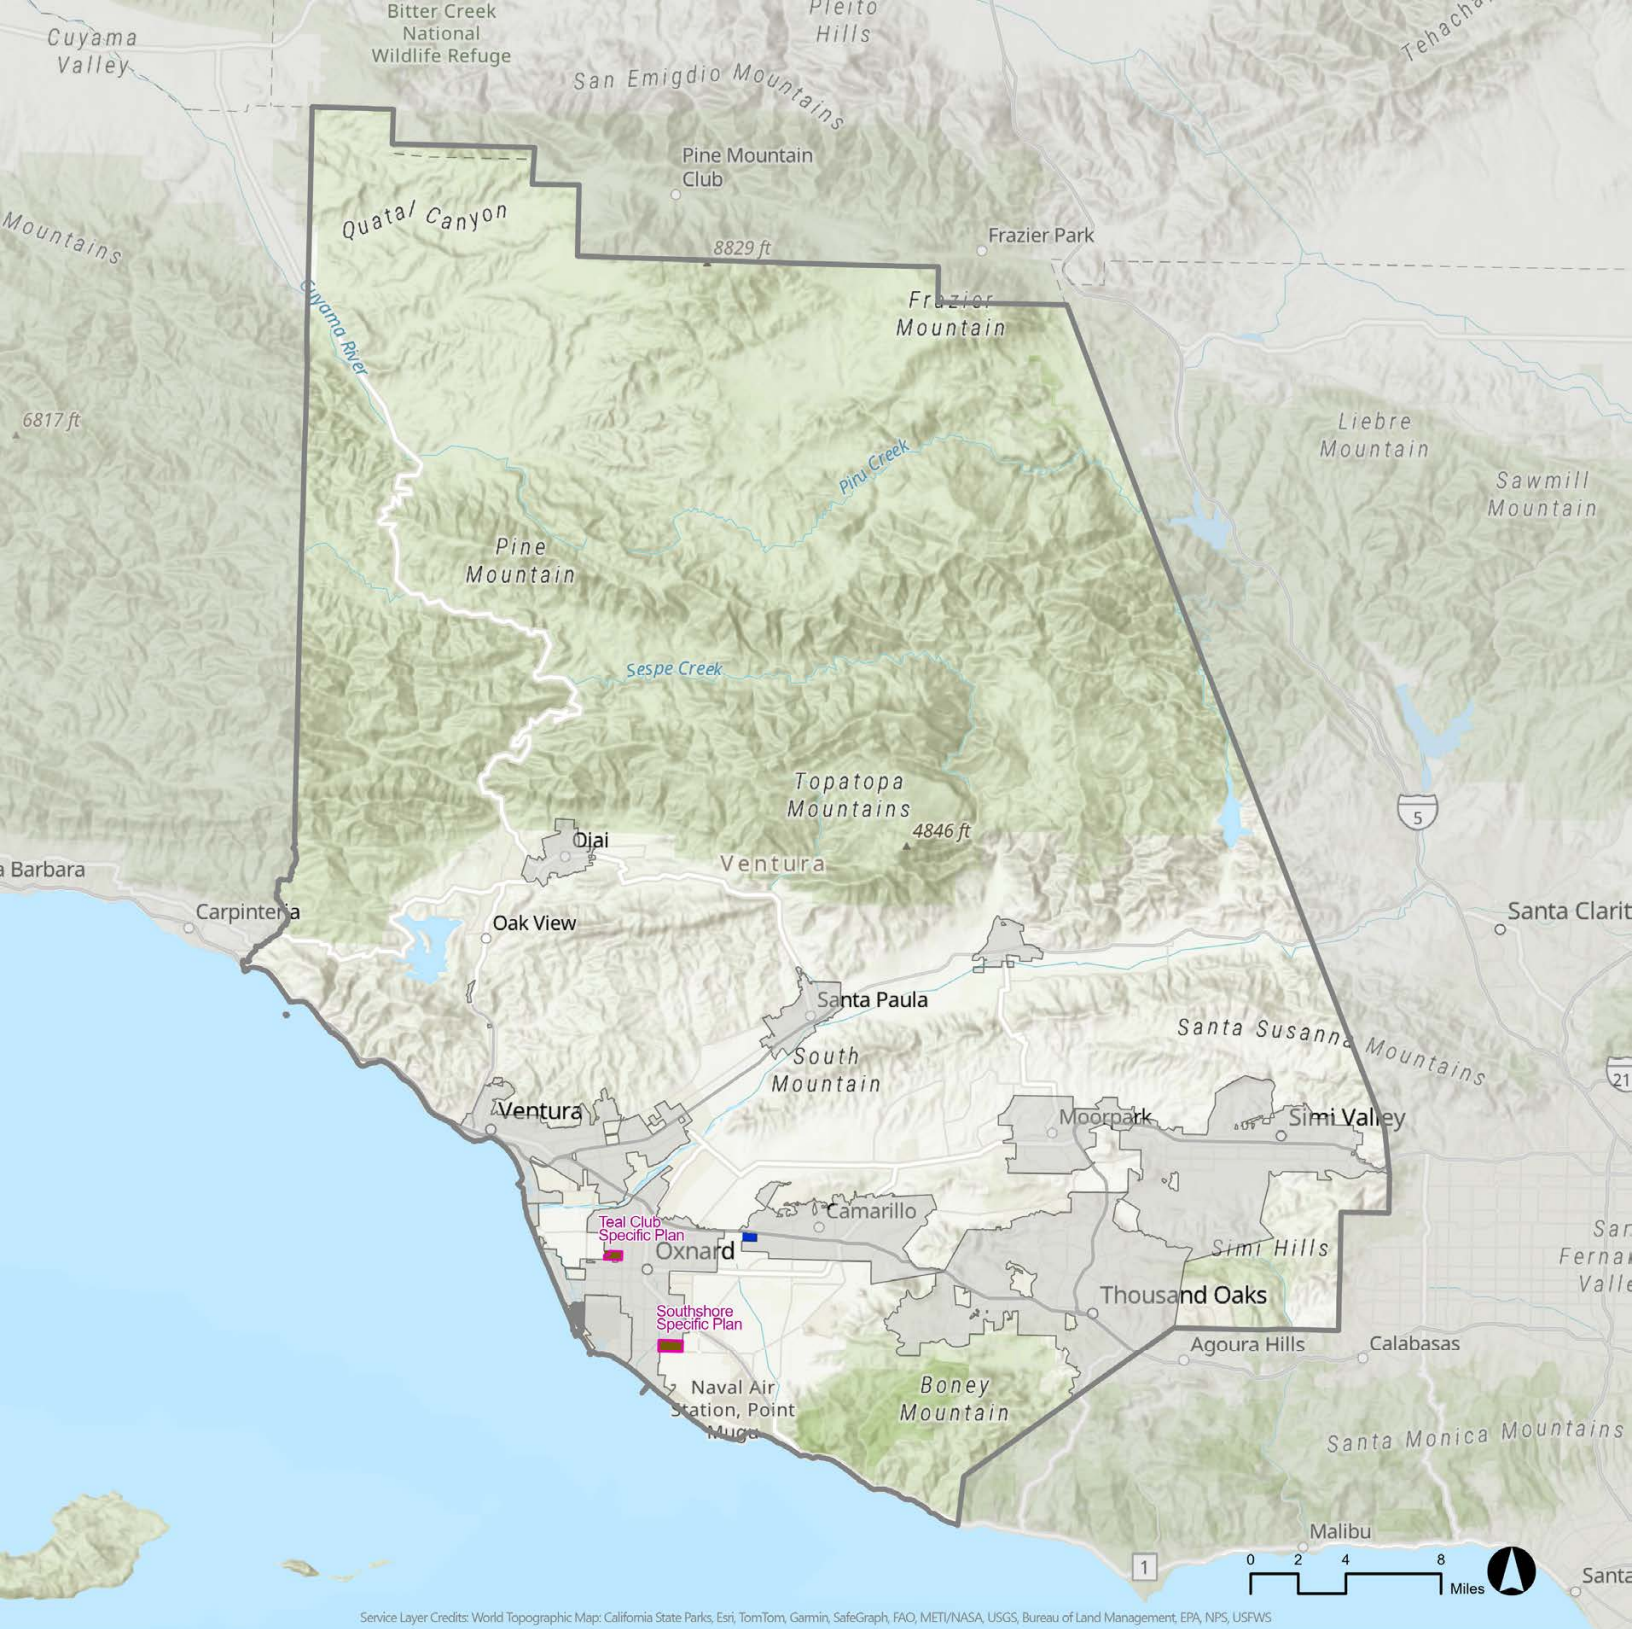 Bitter Creek
National
Wildlife Refuge
Pleito
Hills
Cuyama
Valley
San Emigdio Mountains
Pine Mountain
Club
Mountains
Quatal Canyon
Frazier Park
8829 ft
Frazier
Mountain
Cuyama River
6817 ft
Liebre
Mountain
Piru Creek
Sawmill
Mountain
Pine
Mountain
Sespe Creek
Topatopa
Mountains
5
4846 ft
Ojai
Ventura
Barbara
Carpinteria
Oak View
Santa Clarit
Santa Paula
Santa Susanna Mountains
South
Mountain
21
Ventura
Moorpark
Simi Valley
Camarillo
Teal Club
Specific Plan
Oxnard
Simi Hills
San
Thousand Oaks
Southshore
Specific Plan
Agoura Hills
Calabasas
Naval Air
Station, Point
Mugu
Boney
Mountain
Santa Monica Mountains
Malibu
1
0 2 4 8
Miles
Santa
Service Layer Credits: World Topographic Map: California State Parks, Esri, TomTom, Garmin, SafeGraph, FAO, METI/NASA, USGS, Bureau of Land Management, EPA, NPS, USFWS